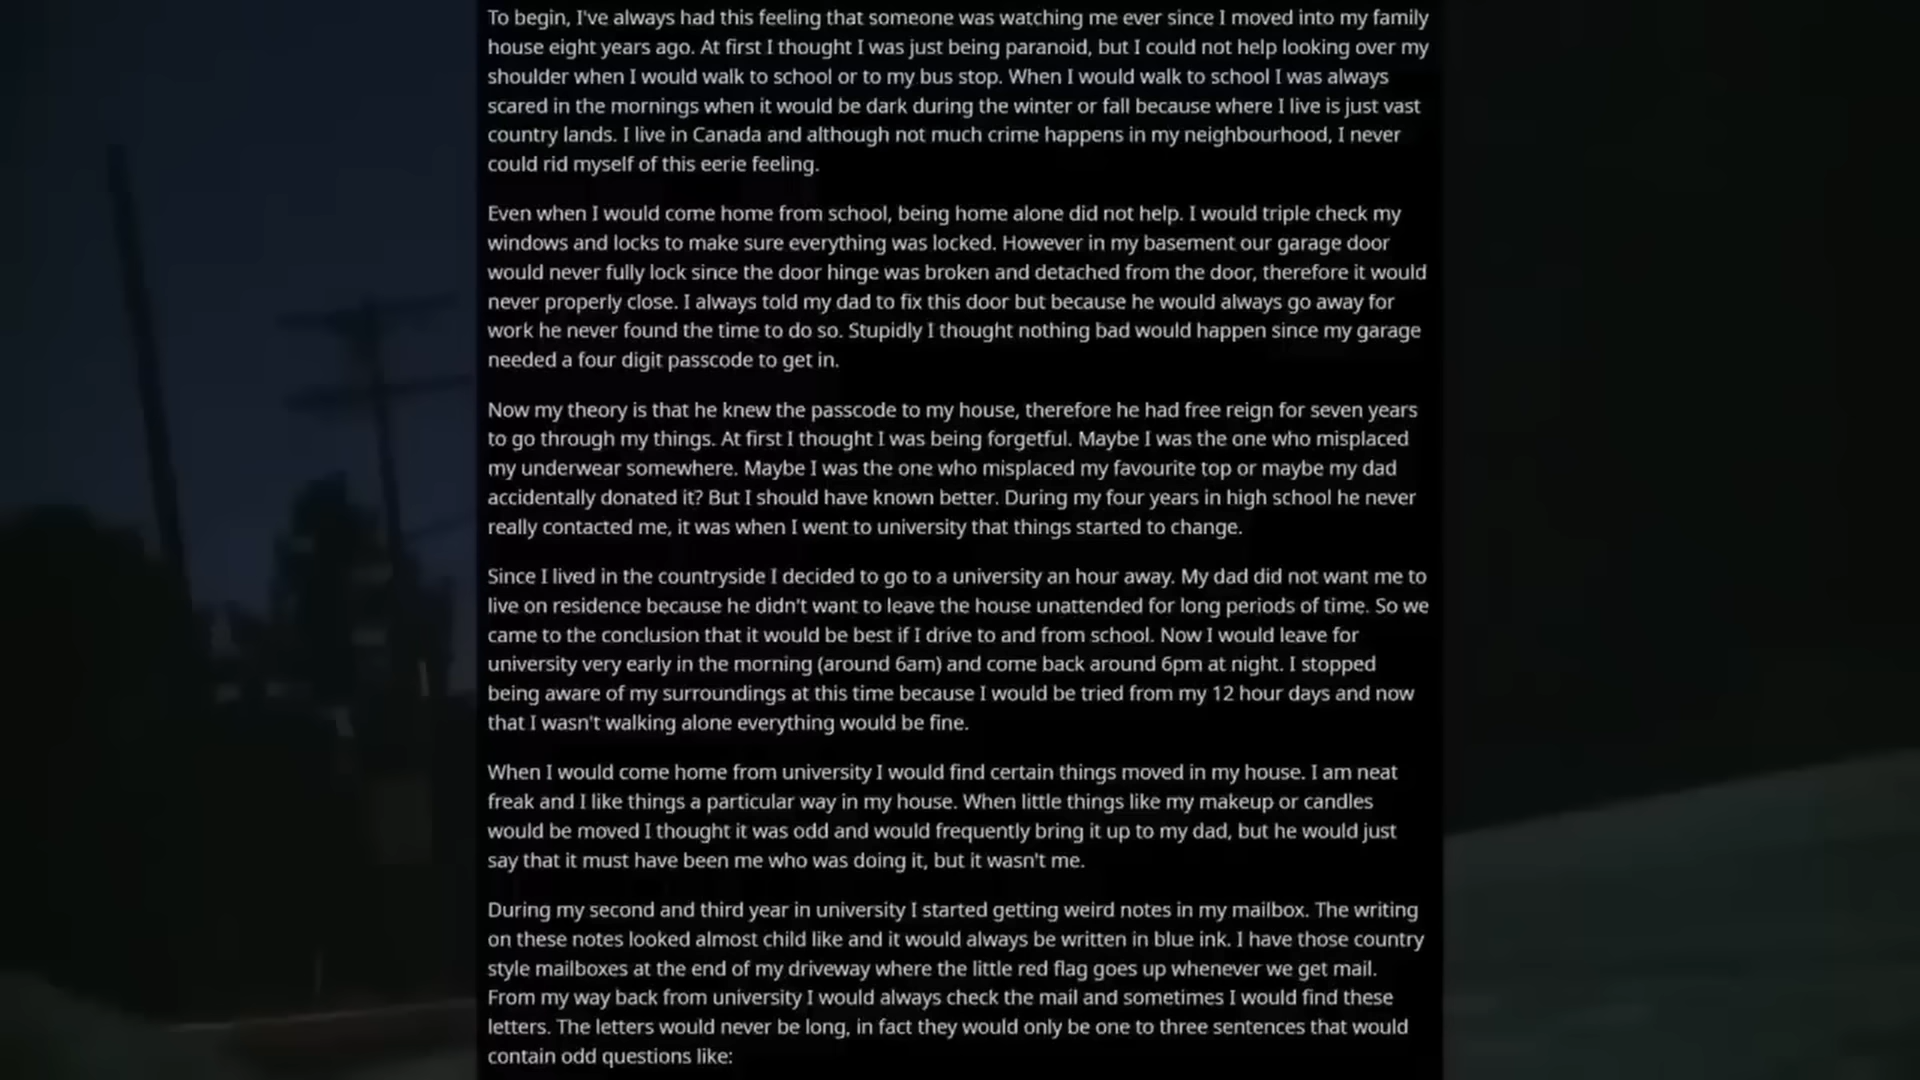 To begin, I've always had this feeling that someone was watching me ever since I moved into my family
house eight years ago. At first I thought I was just being paranoid, but I could not help looking over my
shoulder when I would walk to school or to my bus stop. When I would walk to school I was always
scared in the mornings when it would be dark during the winter or fall because where I live is just vast
country lands. I live in Canada and although not much crime happens in my neighbourhood, I never
could rid myself of this eerie feeling.
Even when I would come home from school, being home alone did not help. I would triple check my
windows and locks to make sure everything was locked. However in my basement our garage door
would never fully lock since the door hinge was broken and detached from the door, therefore it would
never properly close. I always told my dad to fix this door but because he would always go away for
work he never found the time to do so. Stupidly I thought nothing bad would happen since my garage
needed a four digit passcode to get in.
Now my theory is that he knew the passcode to my house, therefore he had free reign for seven years
to go through my things. At first I thought I was being forgetful. Maybe I was the one who misplaced
my underwear somewhere. Maybe I was the one who misplaced my favourite top or maybe my dad
accidentally donated it? But I should have known better. During my four years in high school he never
really contacted me, it was when I went to university that things started to change.
Since I lived in the countryside I decided to go to a university an hour away. My dad did not want me to
live on residence because he didn't want to leave the house unattended for long periods of time. So we
came to the conclusion that it would be best if I drive to and from school. Now I would leave for
university very early in the morning (around 6am) and come back around 6pm at night. I stopped
being aware of my surroundings at this time because I would be tried from my 12 hour days and now
that I wasn't walking alone everything would be fine.
When I would come home from university I would find certain things moved in my house. I am neat
freak and I like things a particular way in my house. When little things like my makeup or candles
would be moved I thought it was odd and would frequently bring it up to my dad, but he would just
say that it must have been me who was doing it, but it wasn't me.
During my second and third year in university I started getting weird notes in my mailbox. The writing
on these notes looked almost child like and it would always be written in blue ink. I have those country
style mailboxes at the end of my driveway where the little red flag goes up whenever we get mail.
From my way back from university I would always check the mail and sometimes I would find these
letters. The letters would never be long, in fact they would only be one to three sentences that would
contain odd questions like: